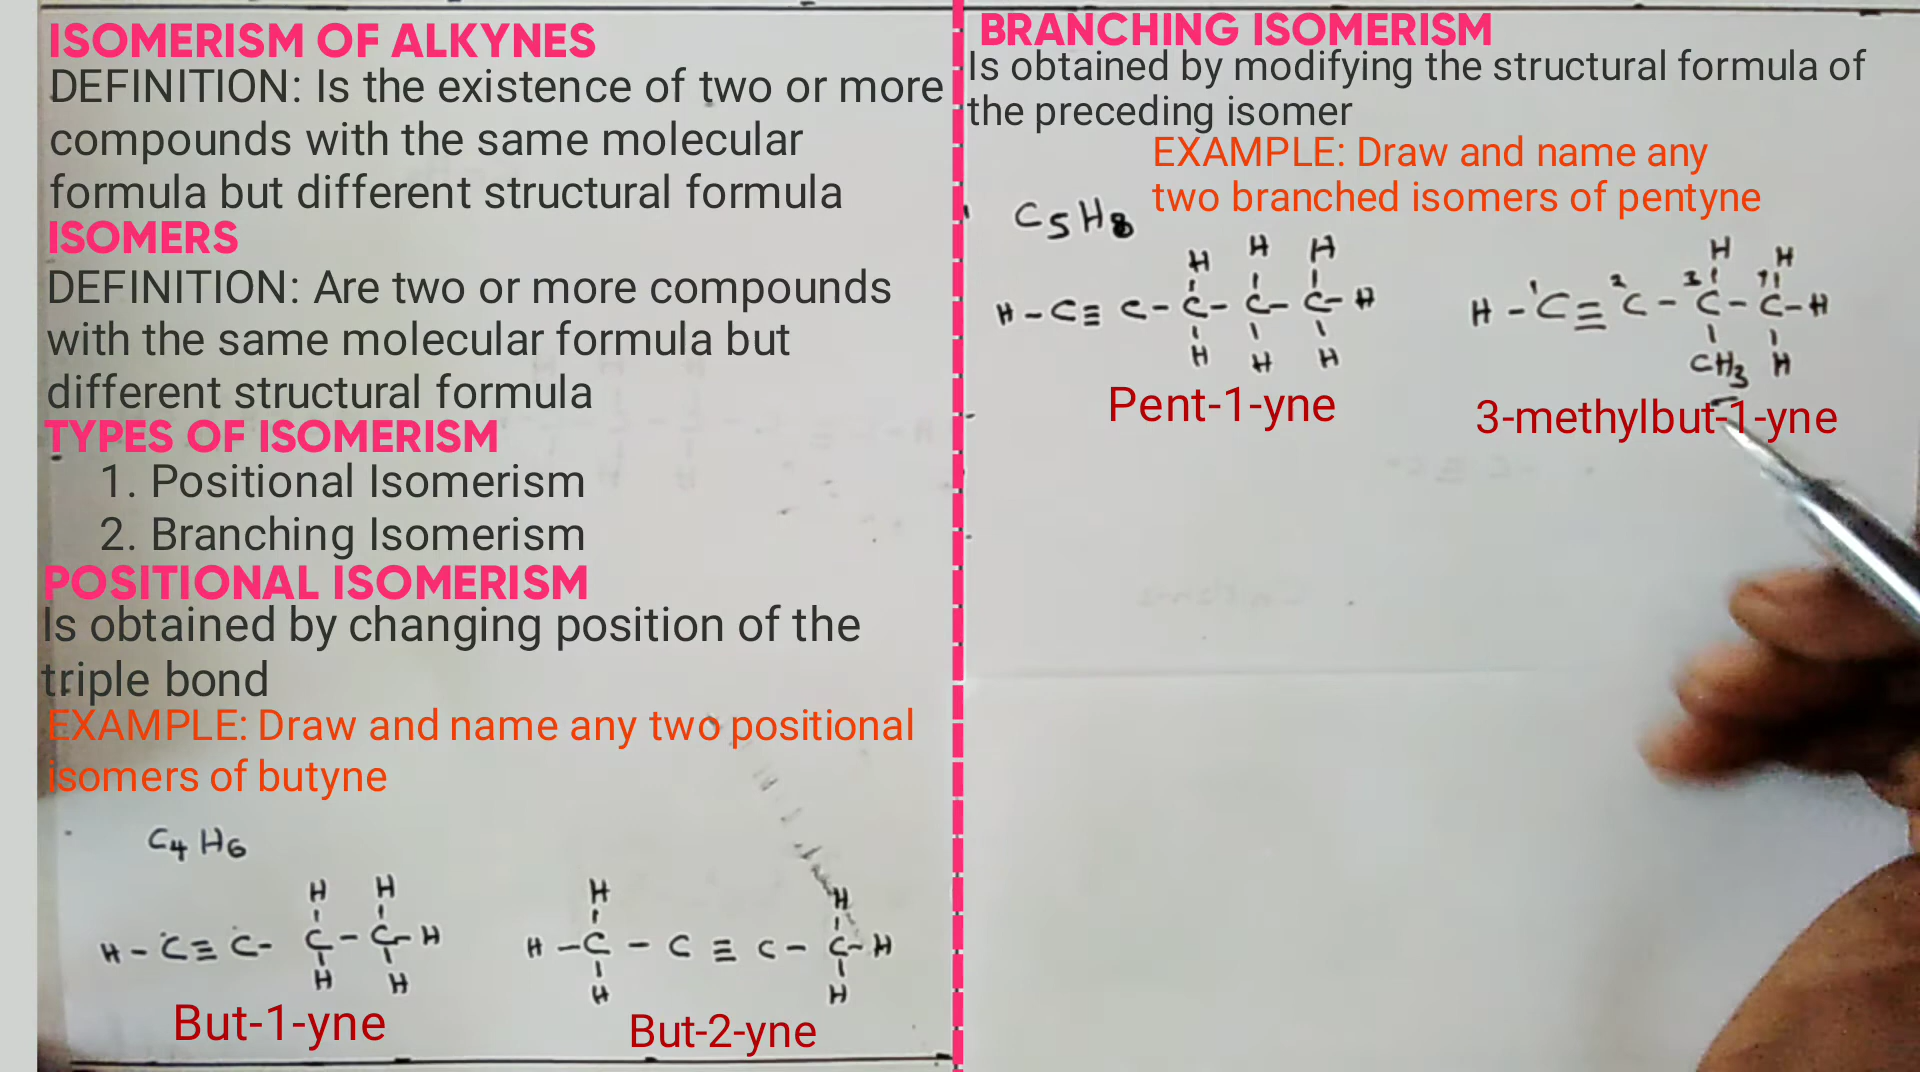 ISOMERISM OF ALKYNES
DEFINITION: Is the existence of two or more
compounds with the same molecular
formula but different structural formula
ISOMERS
DEFINITION: Are two or more compounds
with the same molecular formula but
different structural formula
TYPES OF ISOMERISM
1. Positional Isomerism
2. Branching Isomerism
POSITIONAL ISOMERISM
Is obtained by changing position of the
triple bond
EXAMPLE: Draw and name any two positional
isomers of butyne
C4H6
H H
H-C≡C-C-C-H
H H
But-1-yne
H H
H-C-C≡C-C-H
H H
But-2-yne
BRANCHING ISOMERISM
Is obtained by modifying the structural formula of
the preceding isomer
EXAMPLE: Draw and name any
two branched isomers of pentyne
C5H8
H H H
H-C≡C-C-C-C-H
H H H
Pent-1-yne
H H
1 2 3 4
H-C≡C-C-C-H
CH3 H
3-methylbut-1-yne